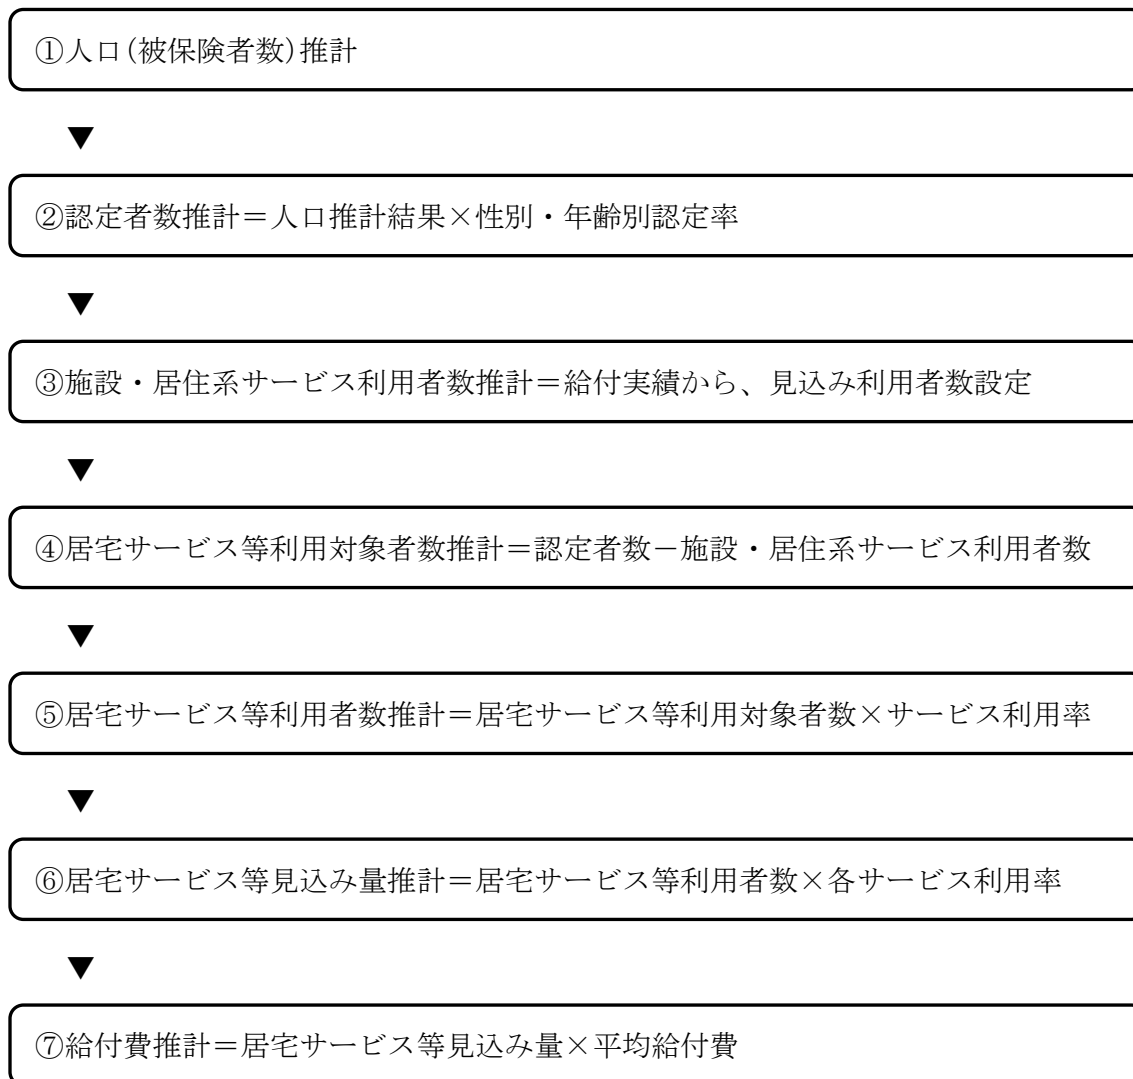 ①人口(被保険者数)推計
▼
②認定者数推計＝人口推計結果×性別・年齢別認定率
▼
③施設・居住系サービス利用者数推計＝給付実績から、見込み利用者数設定
▼
④居宅サービス等利用対象者数推計＝認定者数－施設・居住系サービス利用者数
▼
⑤居宅サービス等利用者数推計＝居宅サービス等利用対象者数×サービス利用率
▼
⑥居宅サービス等見込み量推計＝居宅サービス等利用者数×各サービス利用率
▼
⑦給付費推計＝居宅サービス等見込み量×平均給付費